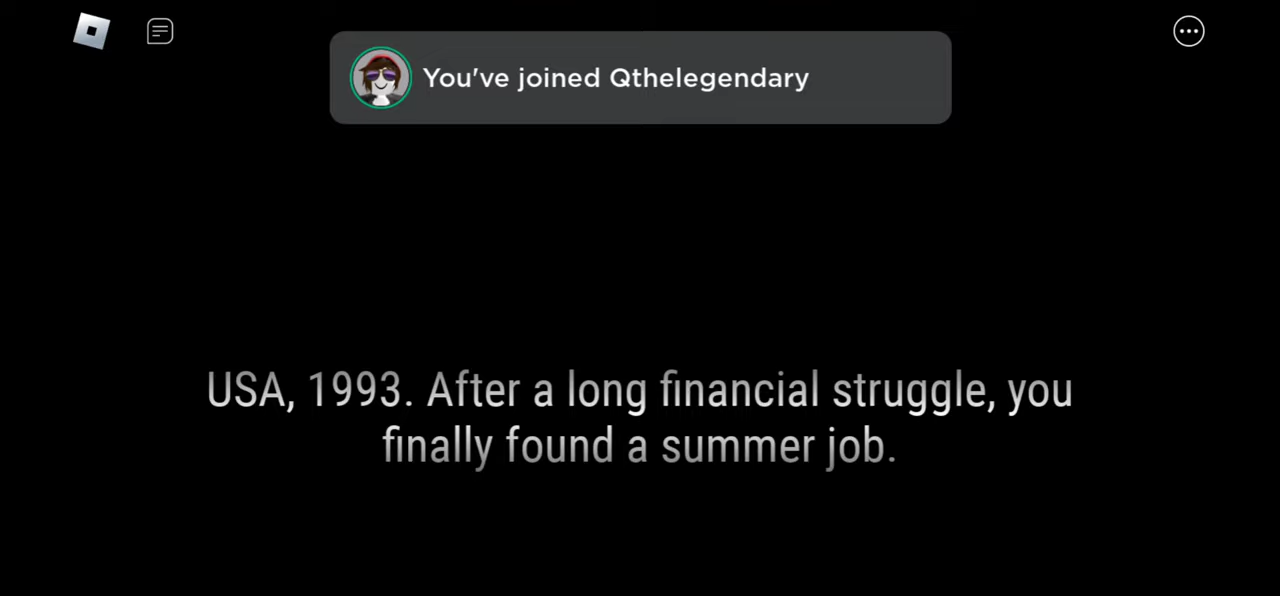 You've joined Qthelegendary
USA, 1993. After a long financial struggle, you
finally found a summer job.